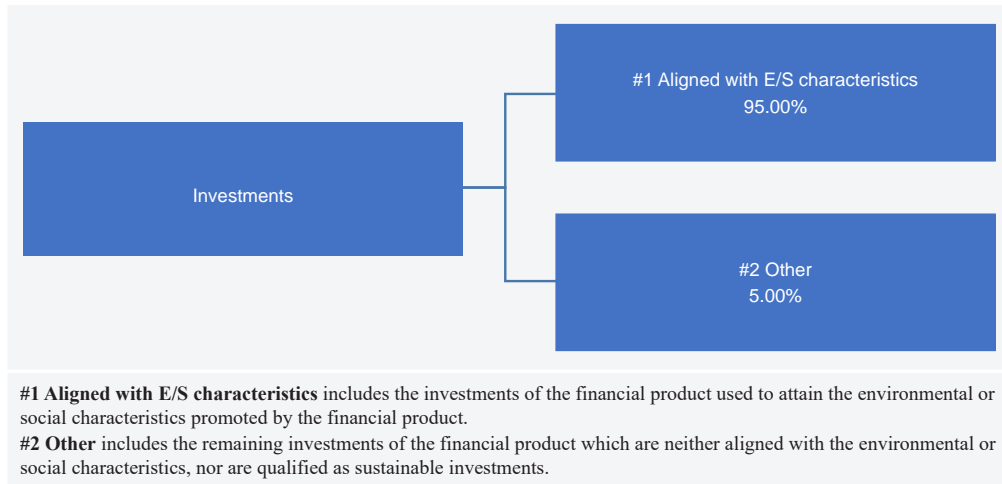 #1 Aligned with E/S characteristics
95.00%
Investments
#2 Other
5.00%
#1 Aligned with E/S characteristics includes the investments of the financial product used to attain the environmental or
social characteristics promoted by the financial product.
#2 Other includes the remaining investments of the financial product which are neither aligned with the environmental or
social characteristics, nor are qualified as sustainable investments.